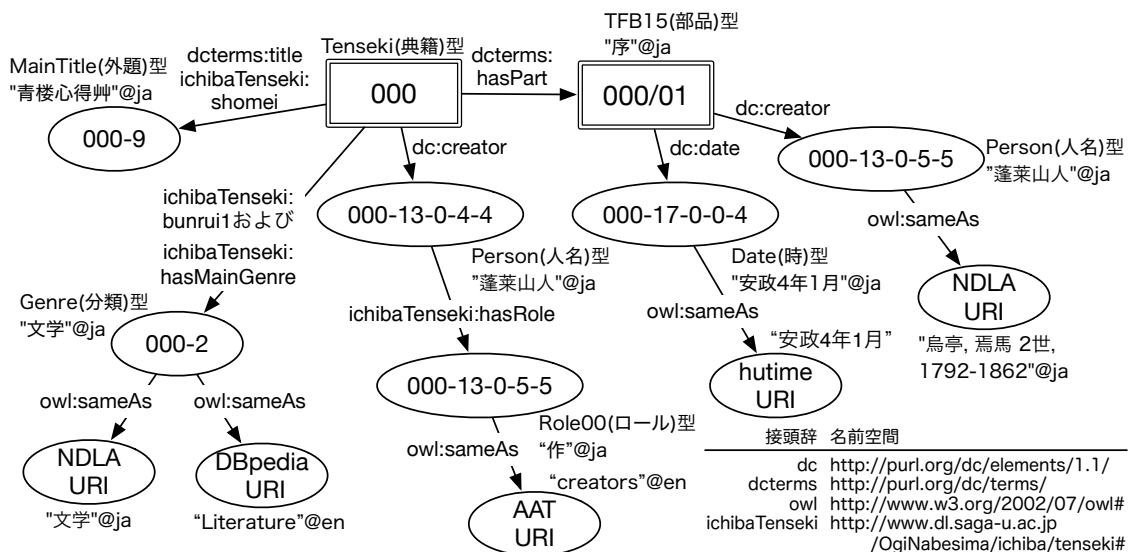 MainTitle(外題)型
"青楼心得艸"@ja
000-9
dcterms:title
ichibaTenseki:
shomei
Tenseki(典籍)型
000
dcterms:
hasPart
TFB15(部品)型
"序"@ja
000/01
dc:creator
dc:creator
dc:date
000-13-0-5-5
Person(人名)型
"蓬莱山人"@ja
ichibaTenseki:
bunrui1および
ichibaTenseki:
hasMainGenre
000-13-0-4-4
000-17-0-0-4
owl:sameAs
Person(人名)型
"蓬莱山人"@ja
Date(時)型
"安政4年1月"@ja
NDLA
URI
Genre(分類)型
"文学"@ja
000-2
ichibaTenseki:hasRole
owl:sameAs
"烏亭, 焉馬 2世,
1792-1862"@ja
“安政4年1月”
000-13-0-5-5
hutime
URI
owl:sameAs
owl:sameAs
Role00(ロール)型
“作”@ja
owl:sameAs
NDLA
URI
DBpedia
URI
"文学"@ja
“Literature”@en
“creators”@en
AAT
URI
接頭辞 名前空間
dc http://purl.org/dc/elements/1.1/
dcterms http://purl.org/dc/terms/
owl http://www.w3.org/2002/07/owl#
ichibaTenseki http://www.dl.saga-u.ac.jp
/OgiNabesima/ichiba/tenseki#